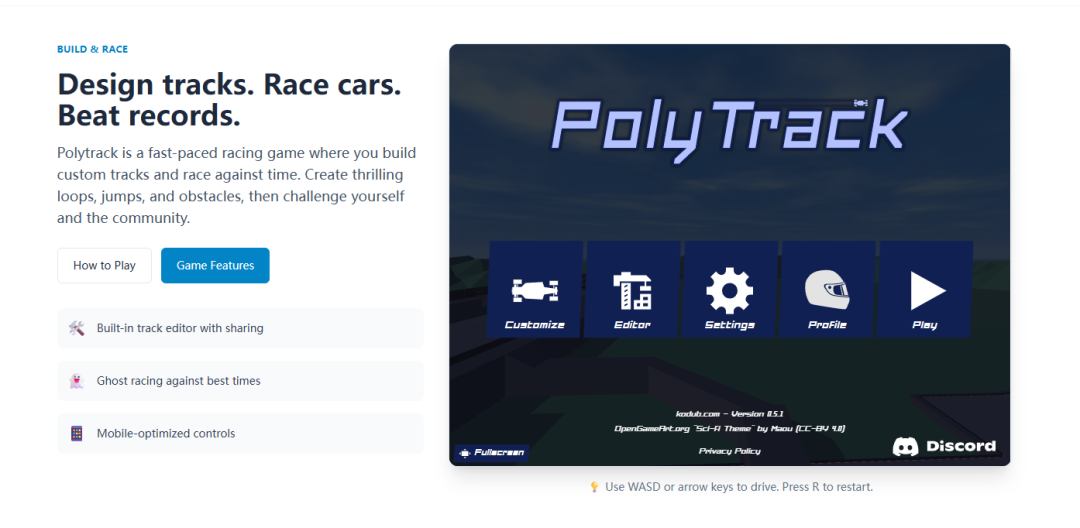 BUILD & RACE
Design tracks. Race cars.
Beat records.
Polytrack is a fast-paced racing game where you build
custom tracks and race against time. Create thrilling
loops, jumps, and obstacles, then challenge yourself
and the community.
How to Play
Game Features
Built-in track editor with sharing
Ghost racing against best times
Mobile-optimized controls
PolyTrack
Customize
Editor
Settings
Profile
Play
kodub.com - Version 0.5.1
OpenGameArt.org "Sci-Fi Theme" by Maou (CC-BY 4.0)
Privacy Policy
Fullscreen
Discord
Use WASD or arrow keys to drive. Press R to restart.